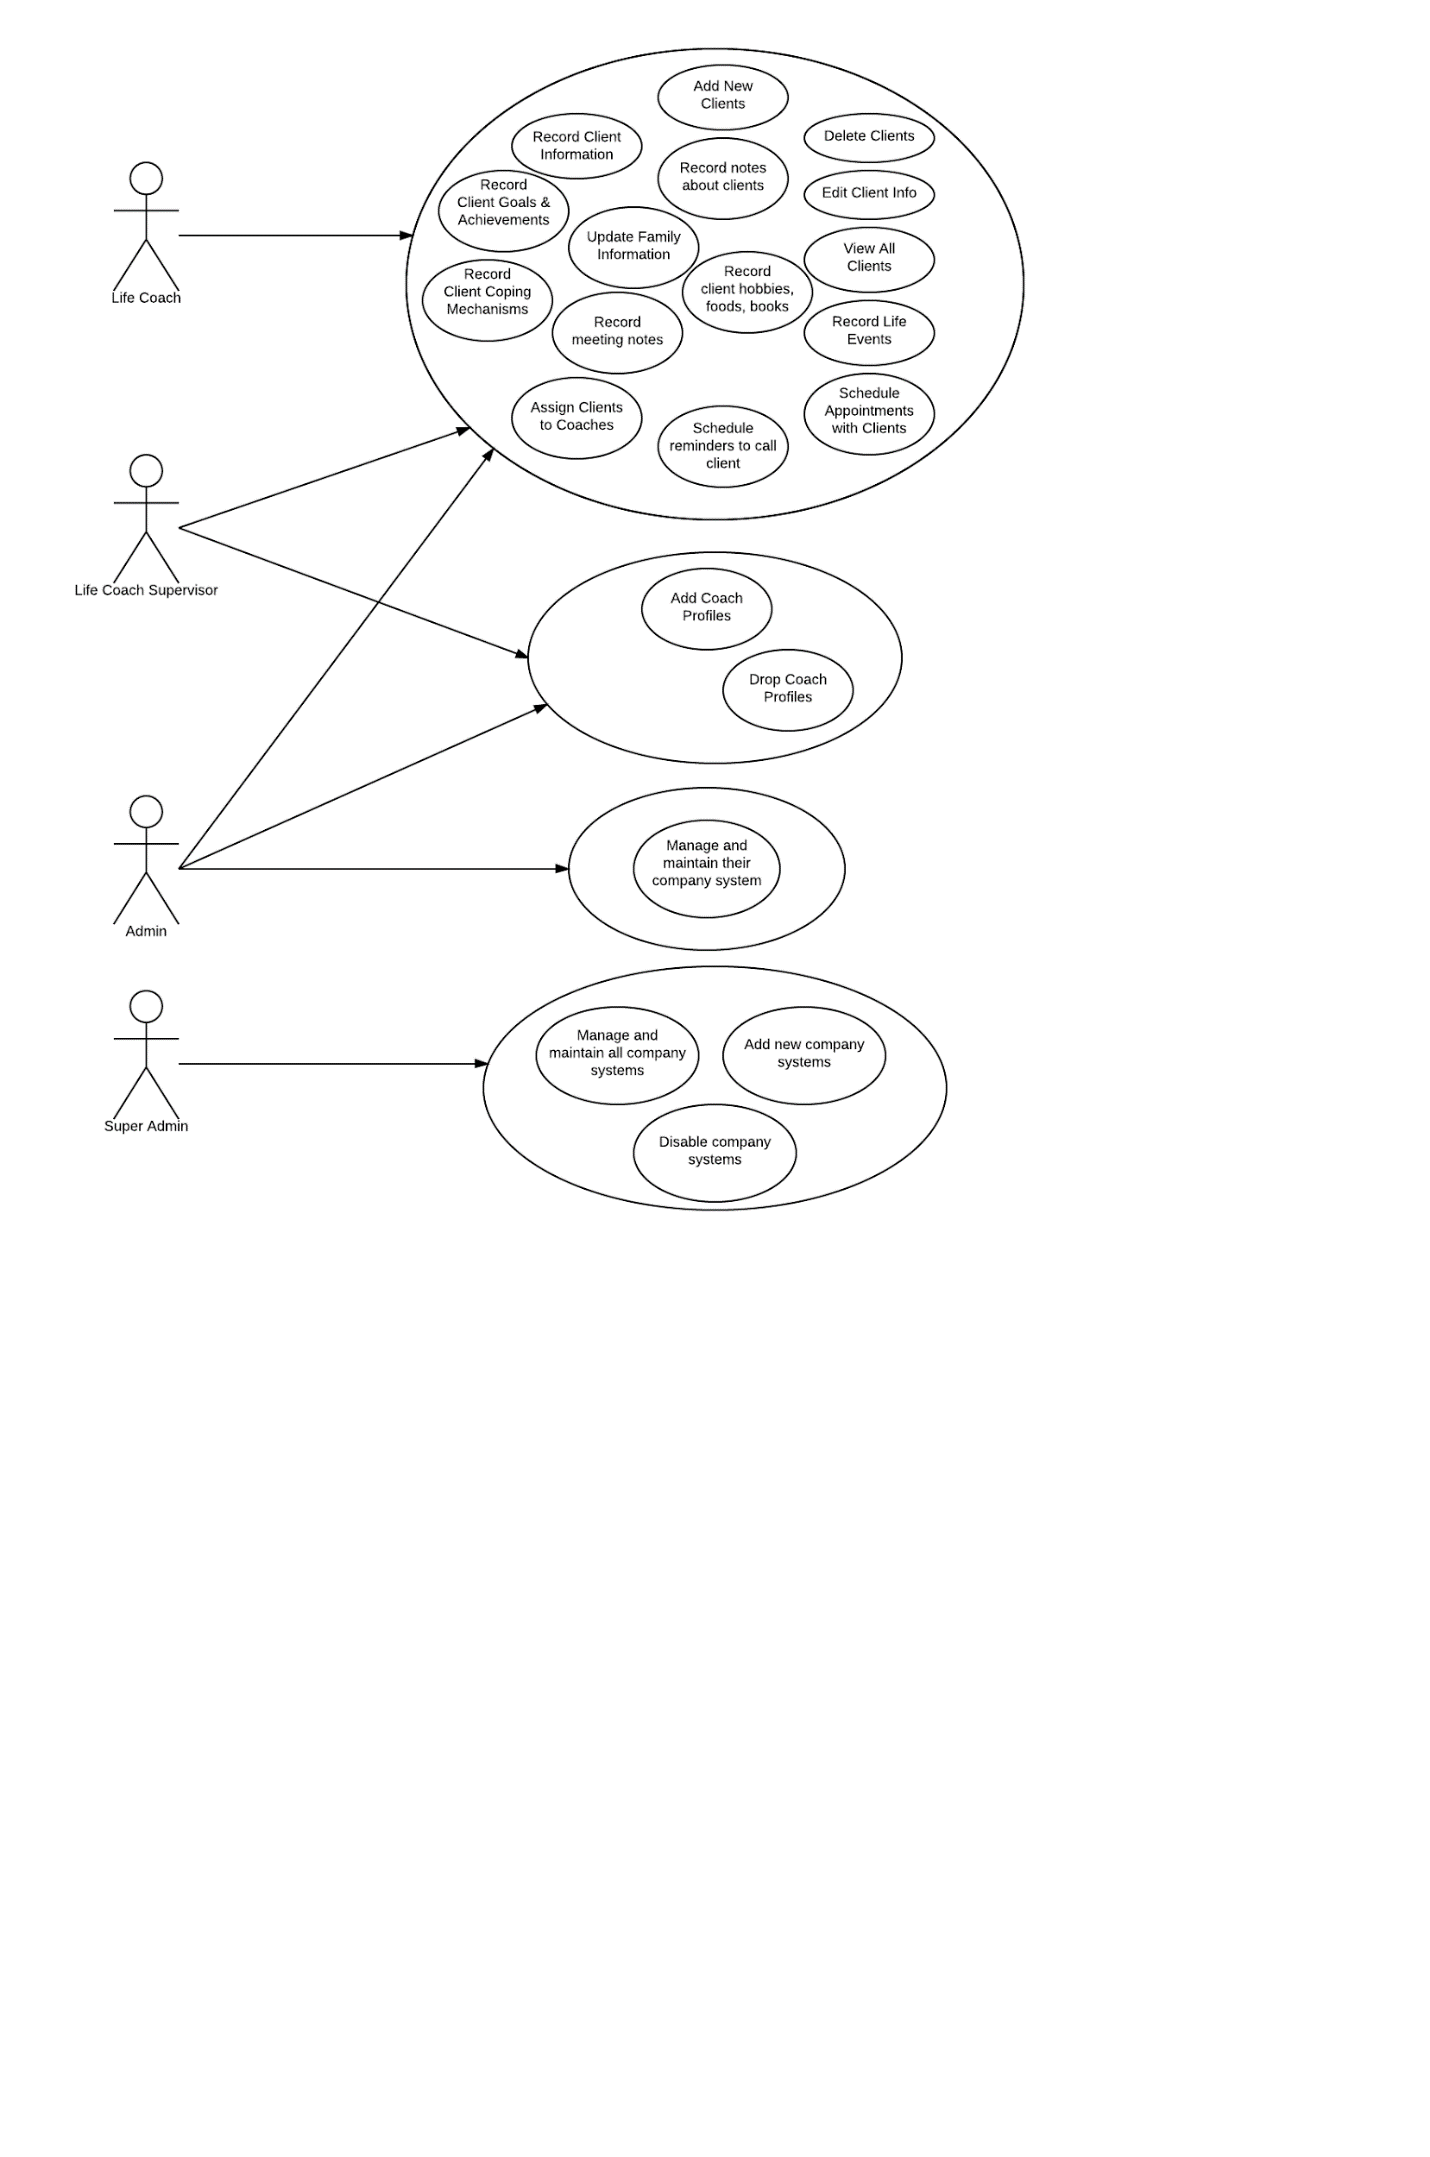 Add New
Clients
Record Client
Information
Delete Clients
Record notes
about clients
Record
Client Goals &
Achievements
Edit Client Info
Update Family
Information
View All
Clients
Record
client hobbies,
foods, books
Record
Client Coping
Mechanisms
Life Coach
Record
meeting notes
Record Life
Events
Assign Clients
to Coaches
Schedule
Appointments
with Clients
Schedule
reminders to call
client
Life Coach Supervisor
Add Coach
Profiles
Drop Coach
Profiles
Manage and
maintain their
company system
Admin
Manage and
maintain all company
systems
Add new company
systems
Super Admin
Disable company
systems